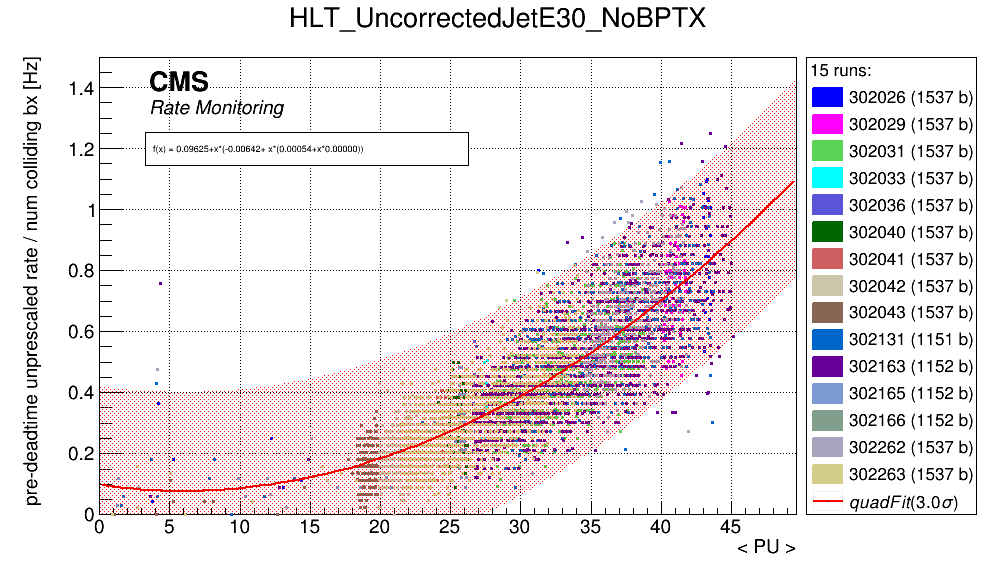 HLT_UncorrectedJetE30_NoBPTX
pre-deadtime unprescaled rate / num colliding bx [Hz]
CMS
Rate Monitoring
f(x) = 0.09625+x*(-0.00642+ x*(0.00054+x*0.00000))
1.4
1.2
1
0.8
0.6
0.4
0.2
0
0 5 10 15 20 25 30 35 40 45
< PU >
15 runs:
302026 (1537 b)
302029 (1537 b)
302031 (1537 b)
302033 (1537 b)
302036 (1537 b)
302040 (1537 b)
302041 (1537 b)
302042 (1537 b)
302043 (1537 b)
302131 (1151 b)
302163 (1152 b)
302165 (1152 b)
302166 (1152 b)
302262 (1537 b)
302263 (1537 b)
quadFit(3.0σ)